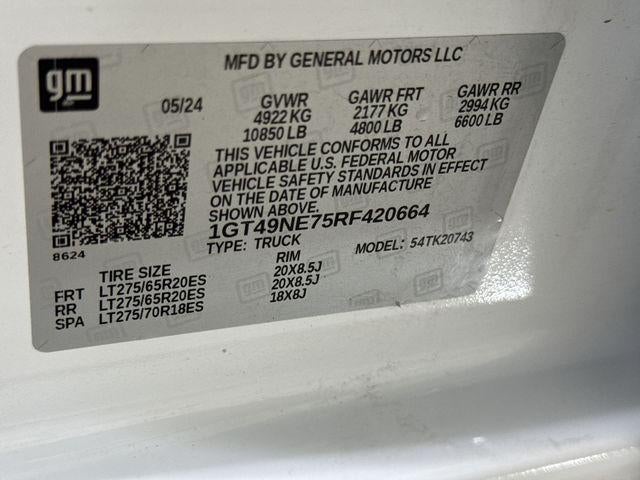 gm
MFD BY GENERAL MOTORS LLC
05/24 GVWR GAWR FRT GAWR RR
4922 KG 2177 KG 2994 KG
10850 LB 4800 LB 6600 LB
THIS VEHICLE CONFORMS TO ALL
APPLICABLE U.S. FEDERAL MOTOR
VEHICLE SAFETY STANDARDS IN EFFECT
ON THE DATE OF MANUFACTURE
SHOWN ABOVE.
1GT49NE75RF420664
8624 TYPE: TRUCK MODEL: 54TK20743
TIRE SIZE RIM
FRT LT275/65R20ES 20X8.5J
RR LT275/65R20ES 20X8.5J
SPA LT275/70R18ES 18X8J